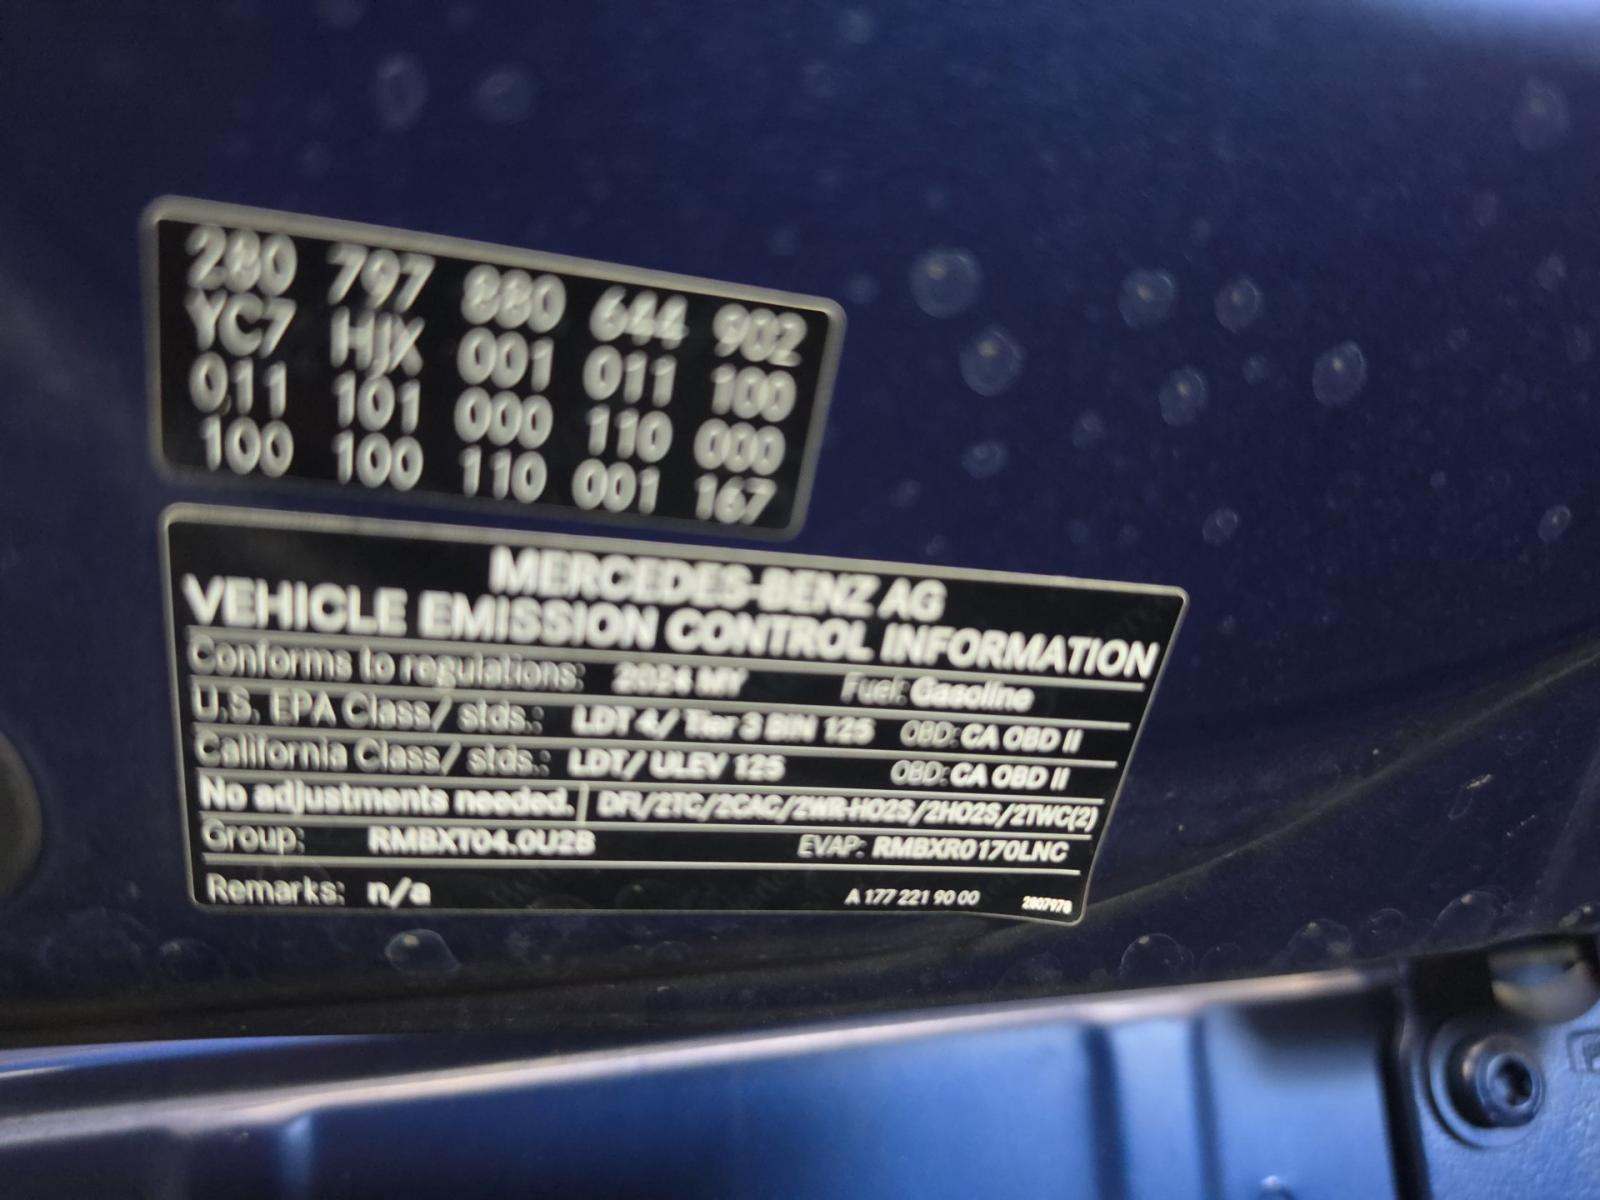 280 797 880 644 902
YC7 HJX 001 011 100
011 101 000 110 000
100 100 110 001 167
MERCEDES-BENZ AG
VEHICLE EMISSION CONTROL INFORMATION
Conforms to regulations: 2024 MY Fuel: Gasoline
U.S. EPA Class/ stds.: LDT 4/ Tier 3 BIN 125 OBD: CA OBD II
California Class/ stds.: LDT/ ULEV 125 OBD: CA OBD II
No adjustments needed. DFI/2TC/2CAC/2WR-HO2S/2HO2S/2TWC(2)
Group: RMBXT04.0U2B EVAP: RMBXR0170LNC
Remarks: n/a A 177 221 90 00 2807978